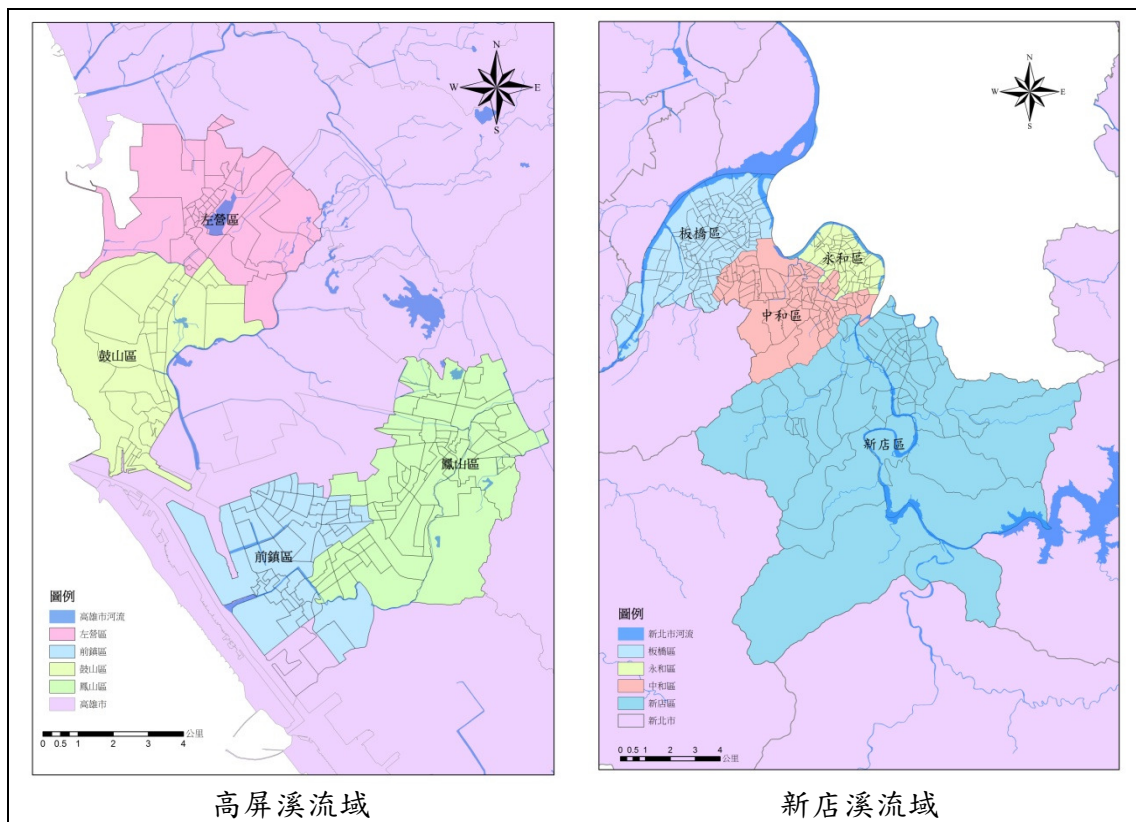 N
W E
S
左營區
鼓山區
鳳山區
前鎮區
圖例
高雄市河流
左營區
前鎮區
鼓山區
鳳山區
高雄市
0 0.5 1 2 3 4 公里
高屏溪流域
N
W E
S
板橋區
永和區
中和區
新店區
圖例
新北市河流
板橋區
永和區
中和區
新店區
新北市
0 0.5 1 2 3 4 公里
新店溪流域